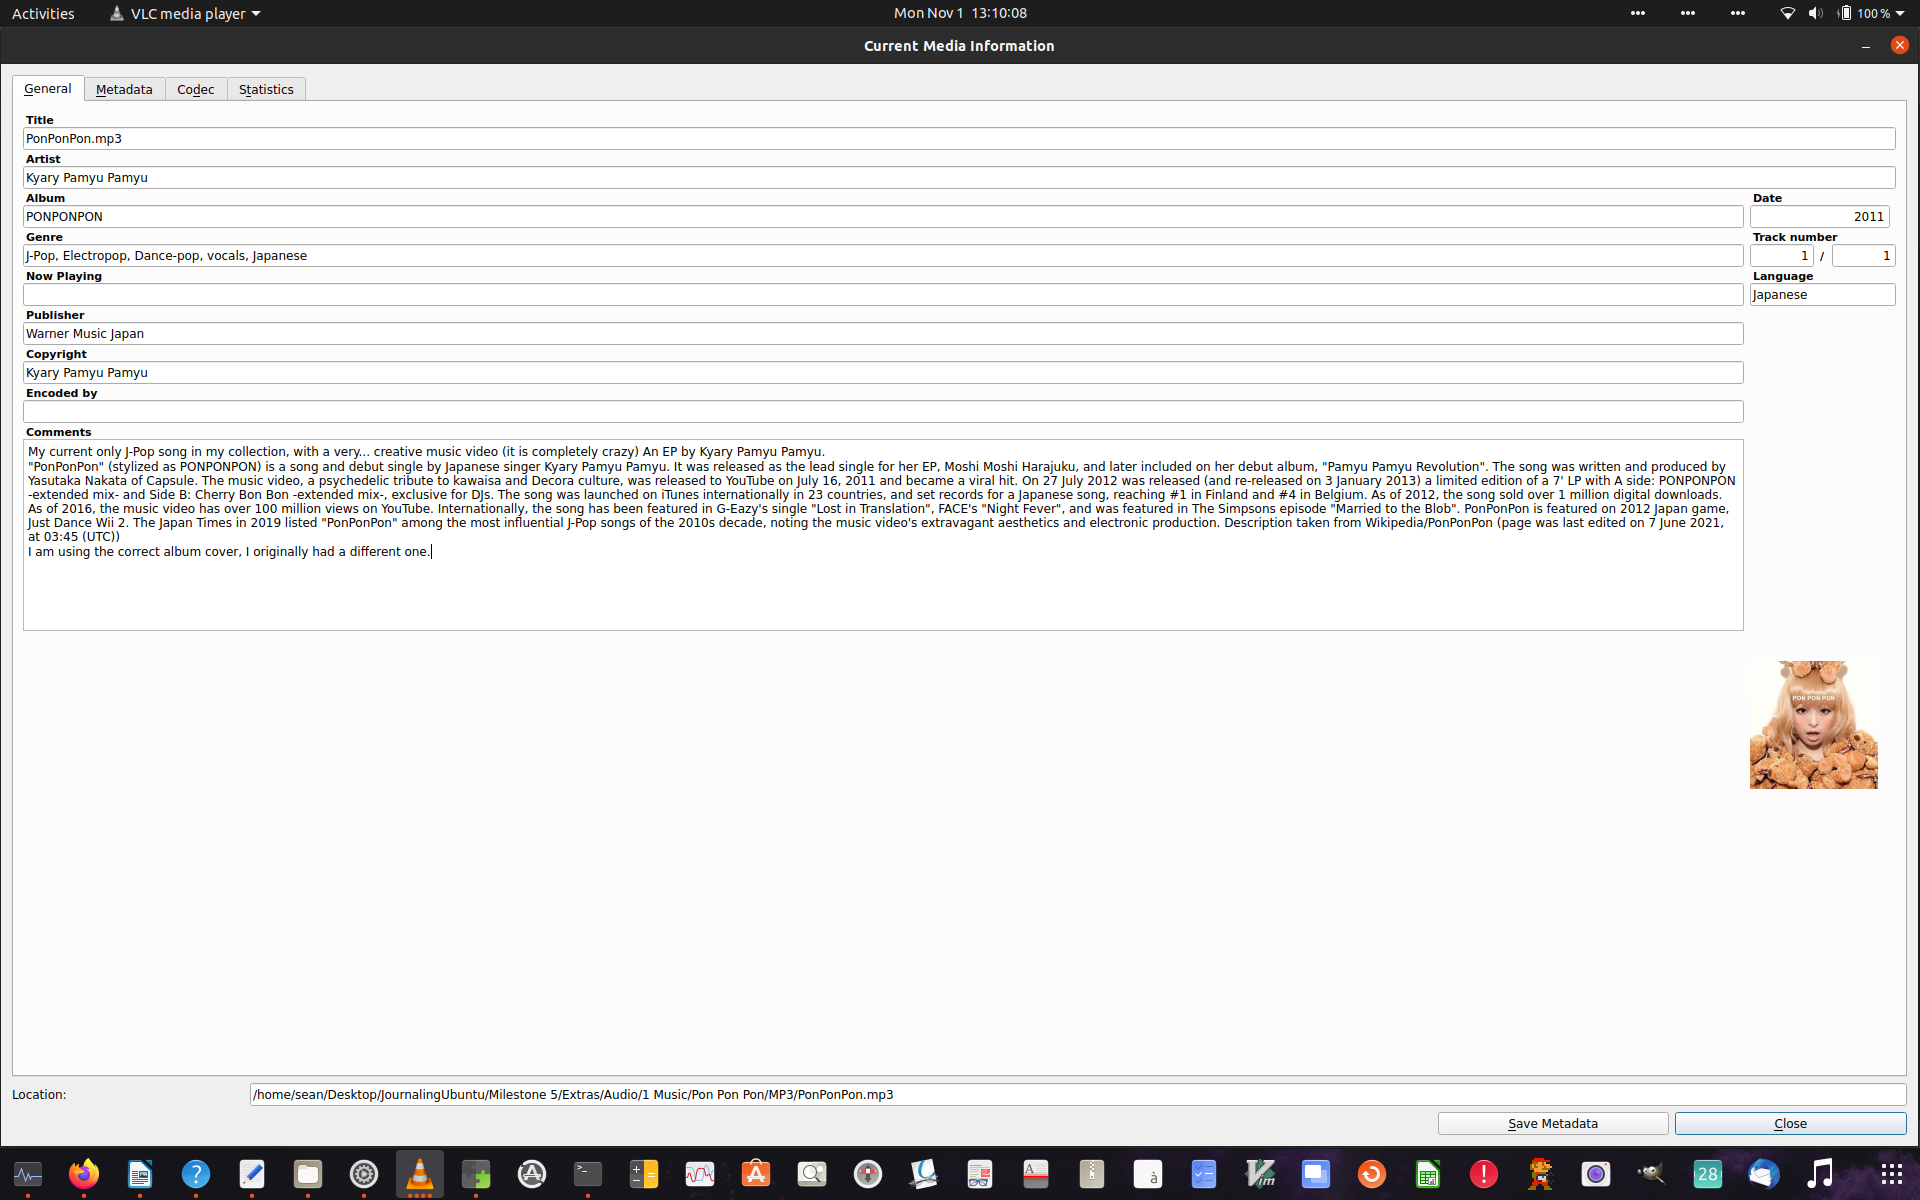 Activities
VLC media player
Mon Nov 1 13:10:08
100 %
Current Media Information
General
Metadata
Codec
Statistics
Title
PonPonPon.mp3
Artist
Kyary Pamyu Pamyu
Album
Date
PONPONPON
2011
Genre
Track number
J-Pop, Electropop, Dance-pop, vocals, Japanese
1 / 1
Now Playing
Language
Japanese
Publisher
Warner Music Japan
Copyright
Kyary Pamyu Pamyu
Encoded by
Comments
My current only J-Pop song in my collection, with a very... creative music video (it is completely crazy) An EP by Kyary Pamyu Pamyu.
"PonPonPon" (stylized as PONPONPON) is a song and debut single by Japanese singer Kyary Pamyu Pamyu. It was released as the lead single for her EP, Moshi Moshi Harajuku, and later included on her debut album, "Pamyu Pamyu Revolution". The song was written and produced by
Yasutaka Nakata of Capsule. The music video, a psychedelic tribute to kawaisa and Decora culture, was released to YouTube on July 16, 2011 and became a viral hit. On 27 July 2012 was released (and re-released on 3 January 2013) a limited edition of a 7' LP with A side: PONPONPON
-extended mix- and Side B: Cherry Bon Bon -extended mix-, exclusive for DJs. The song was launched on iTunes internationally in 23 countries, and set records for a Japanese song, reaching #1 in Finland and #4 in Belgium. As of 2012, the song sold over 1 million digital downloads.
As of 2016, the music video has over 100 million views on YouTube. Internationally, the song has been featured in G-Eazy's single "Lost in Translation", FACE's "Night Fever", and was featured in The Simpsons episode "Married to the Blob". PonPonPon is featured on 2012 Japan game,
Just Dance Wii 2. The Japan Times in 2019 listed "PonPonPon" among the most influential J-Pop songs of the 2010s decade, noting the music video's extravagant aesthetics and electronic production. Description taken from Wikipedia/PonPonPon (page was last edited on 7 June 2021,
at 03:45 (UTC))
I am using the correct album cover, I originally had a different one.
PON PON PON
Location:
/home/sean/Desktop/JournalingUbuntu/Milestone 5/Extras/Audio/1 Music/Pon Pon Pon/MP3/PonPonPon.mp3
Save Metadata
Close
28